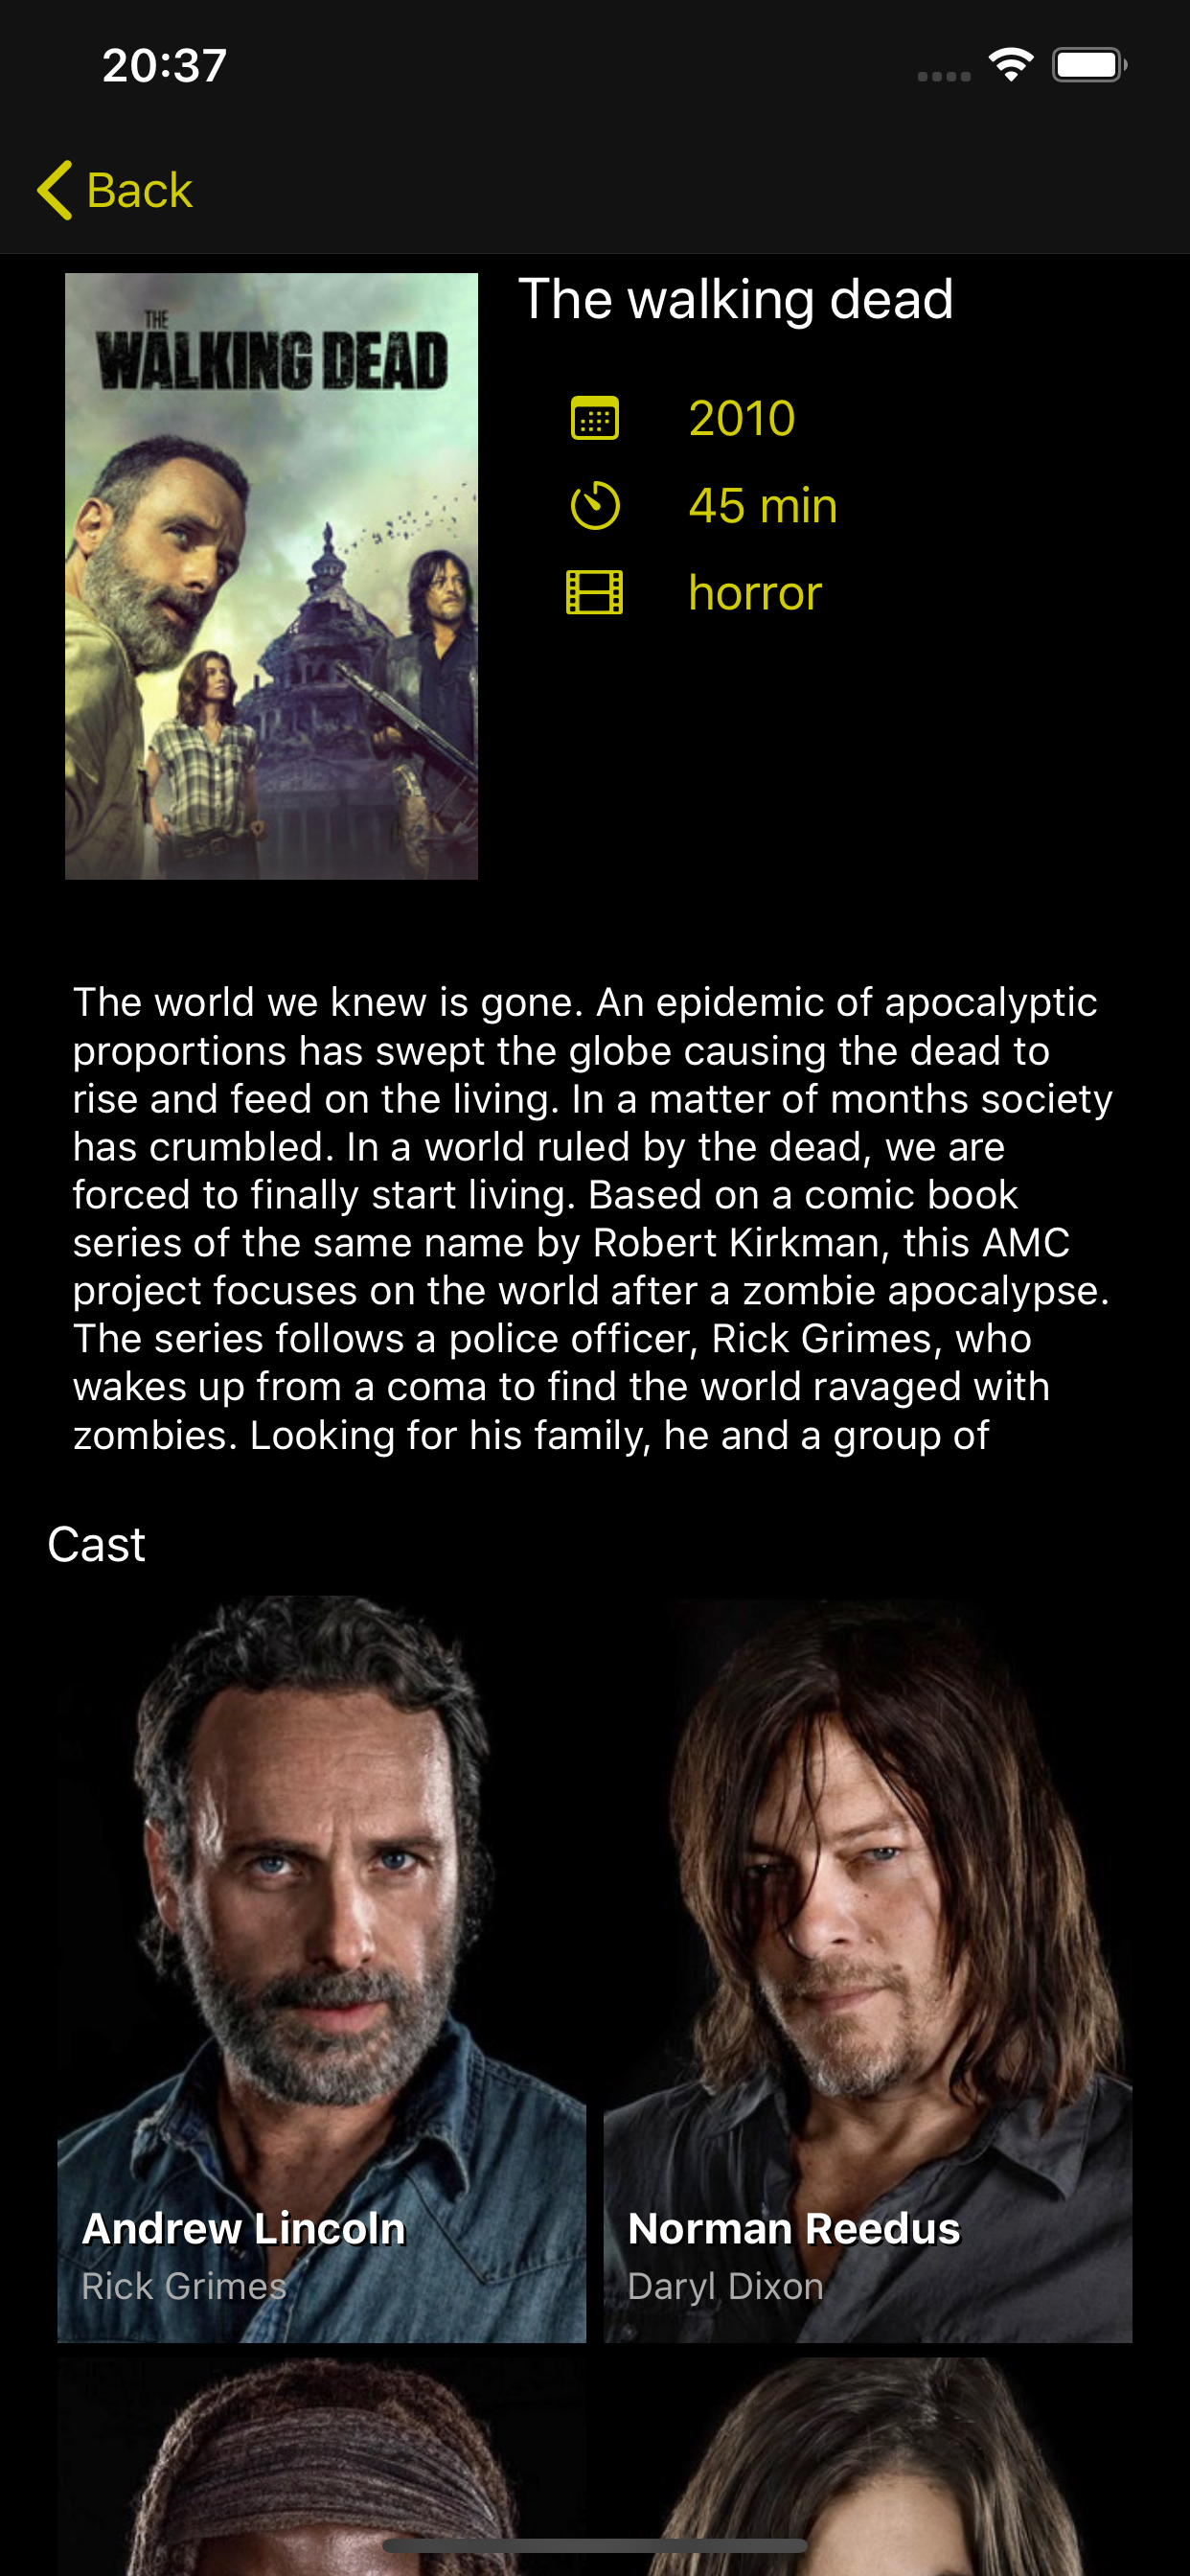 20:37
Back
THE
WALKING DEAD
The walking dead
2010
45 min
horror
The world we knew is gone. An epidemic of apocalyptic
proportions has swept the globe causing the dead to
rise and feed on the living. In a matter of months society
has crumbled. In a world ruled by the dead, we are
forced to finally start living. Based on a comic book
series of the same name by Robert Kirkman, this AMC
project focuses on the world after a zombie apocalypse.
The series follows a police officer, Rick Grimes, who
wakes up from a coma to find the world ravaged with
zombies. Looking for his family, he and a group of
Cast
Andrew Lincoln
Rick Grimes
Norman Reedus
Daryl Dixon